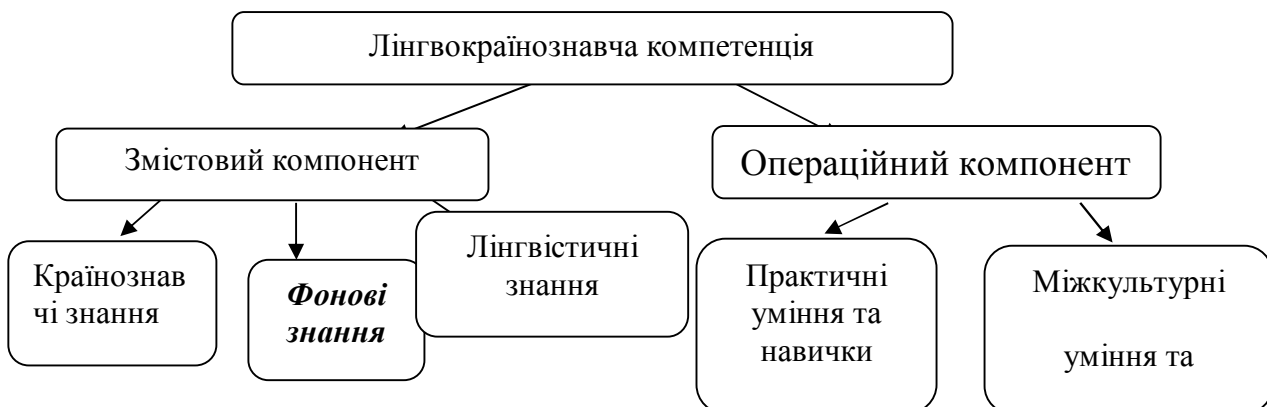 Лінгвокраїнознавча компетенція
Змістовий компонент
Операційний компонент
Країнознав
чі знання
Фонові
знання
Лінгвістичні
знання
Практичні
уміння та
навички
Міжкультурні
уміння та